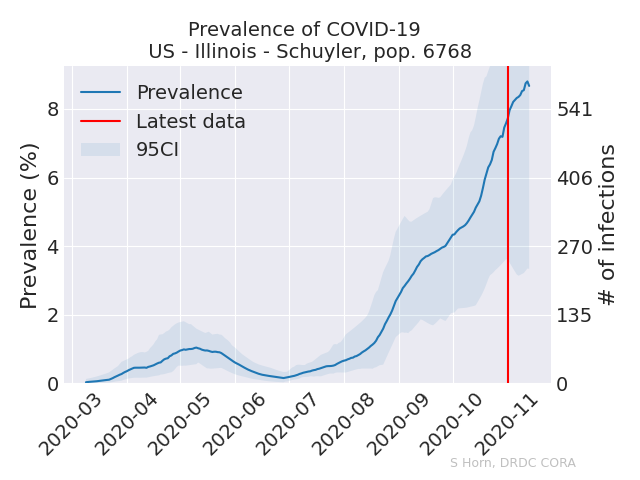 Prevalence of COVID-19
US - Illinois - Schuyler, pop. 6768
Prevalence
Latest data
95CI
Prevalence (%)
8
6
4
2
0
541
406
270
135
0
# of infections
2020-03
2020-04
2020-05
2020-06
2020-07
2020-08
2020-09
2020-10
2020-11
S Horn, DRDC CORA